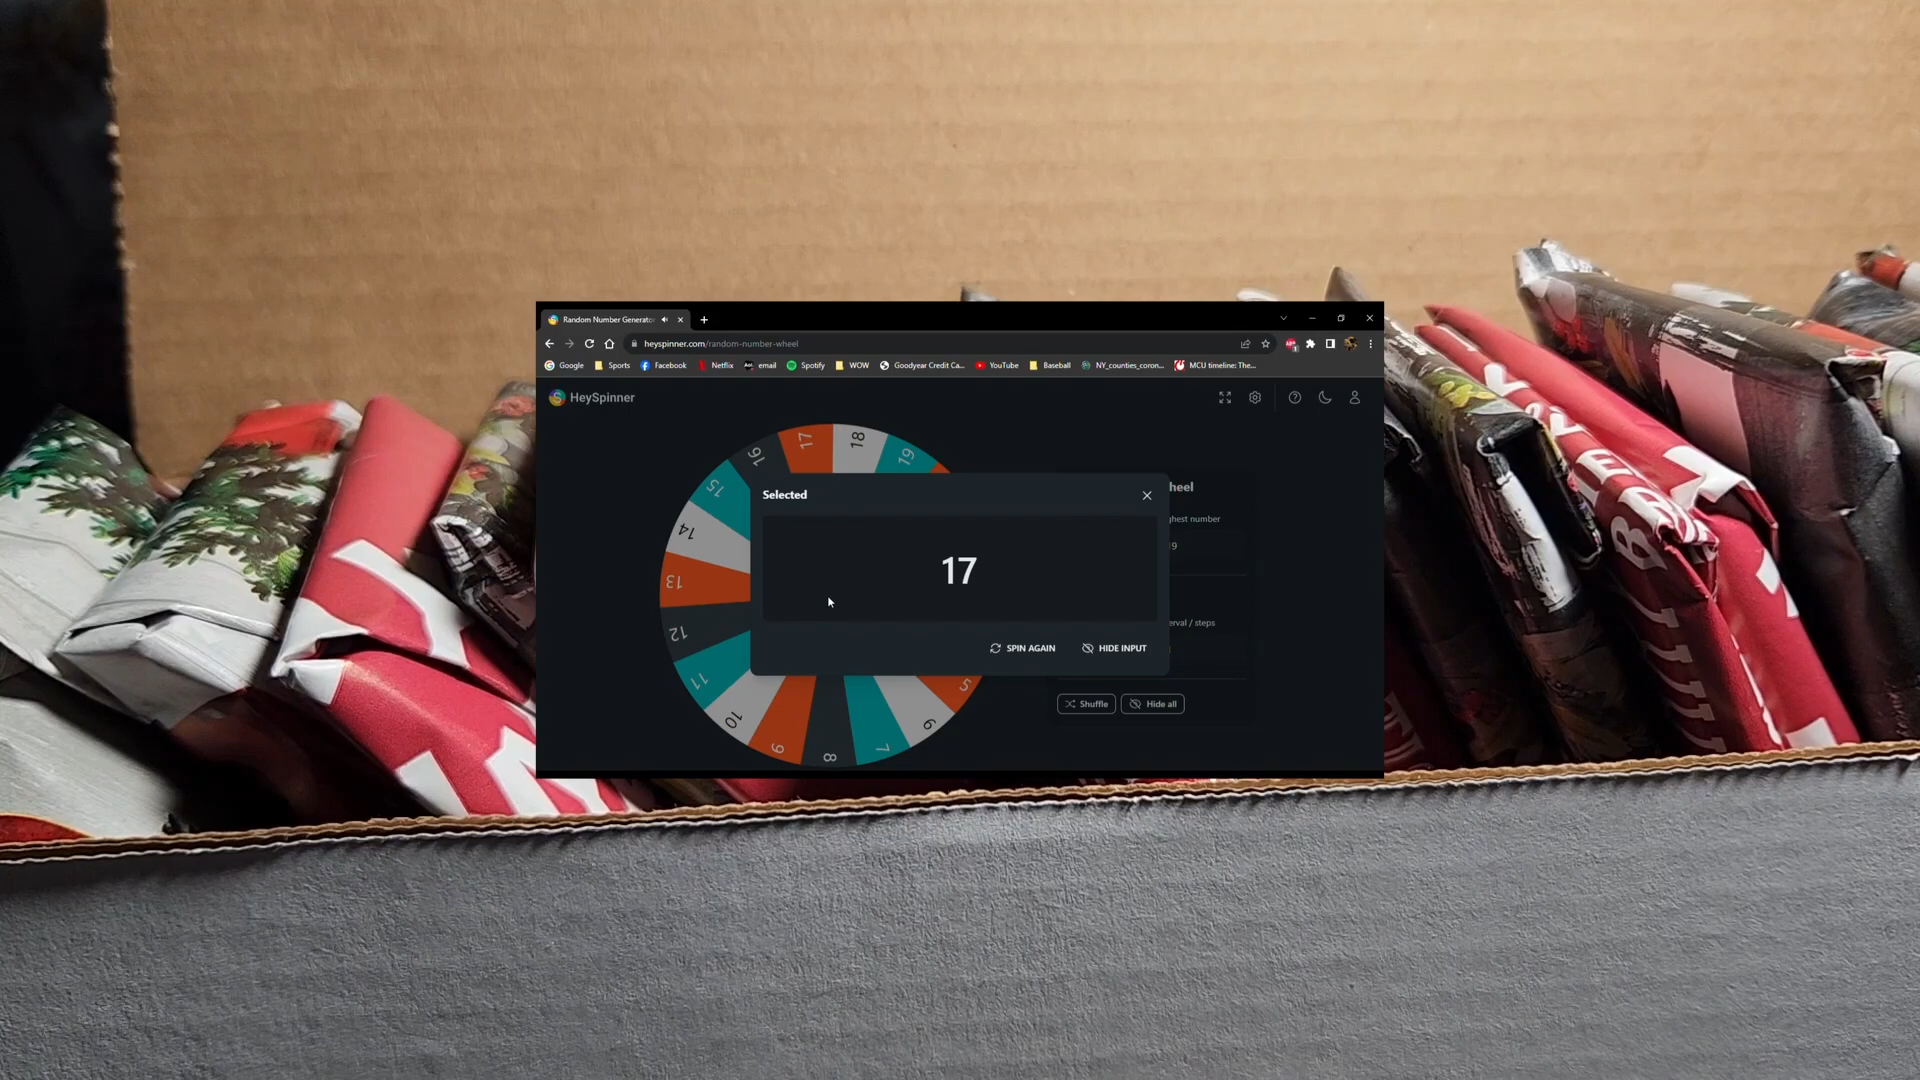 Random Number Generato
heyspinner.com/random-number-wheel
Google Sports Facebook Netflix email Spotify WOW Goodyear Credit Ca... YouTube Baseball NY_counties_coron... MCU timeline: The...
HeySpinner
17 18 19
16
15
Selected
heel
14
ghest number
17
9
13
12
erval / steps
SPIN AGAIN HIDE INPUT
11
5
10 6
Shuffle Hide all
9 8 7